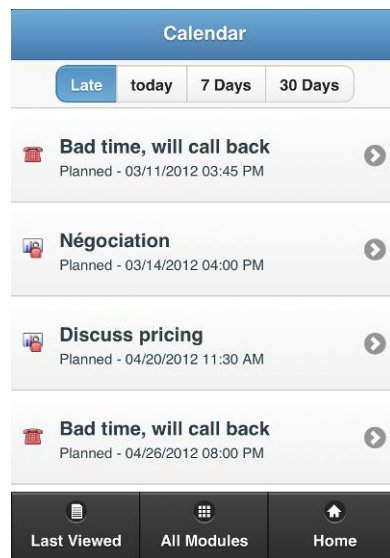 Calendar
Late today 7 Days 30 Days
Bad time, will call back
Planned - 03/11/2012 03:45 PM
Négociation
Planned - 03/14/2012 04:00 PM
Discuss pricing
Planned - 04/20/2012 11:30 AM
Bad time, will call back
Planned - 04/26/2012 08:00 PM
Last Viewed All Modules Home